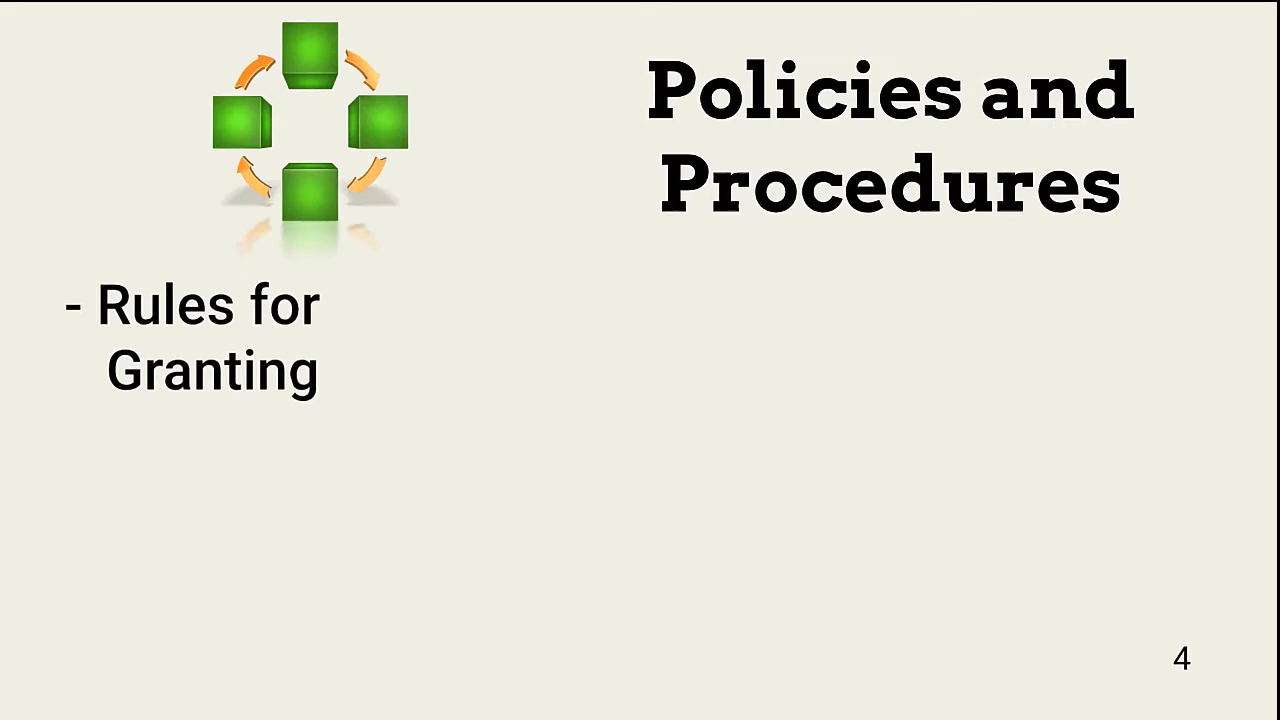 Policies and
Procedures
- Rules for
Granting
4